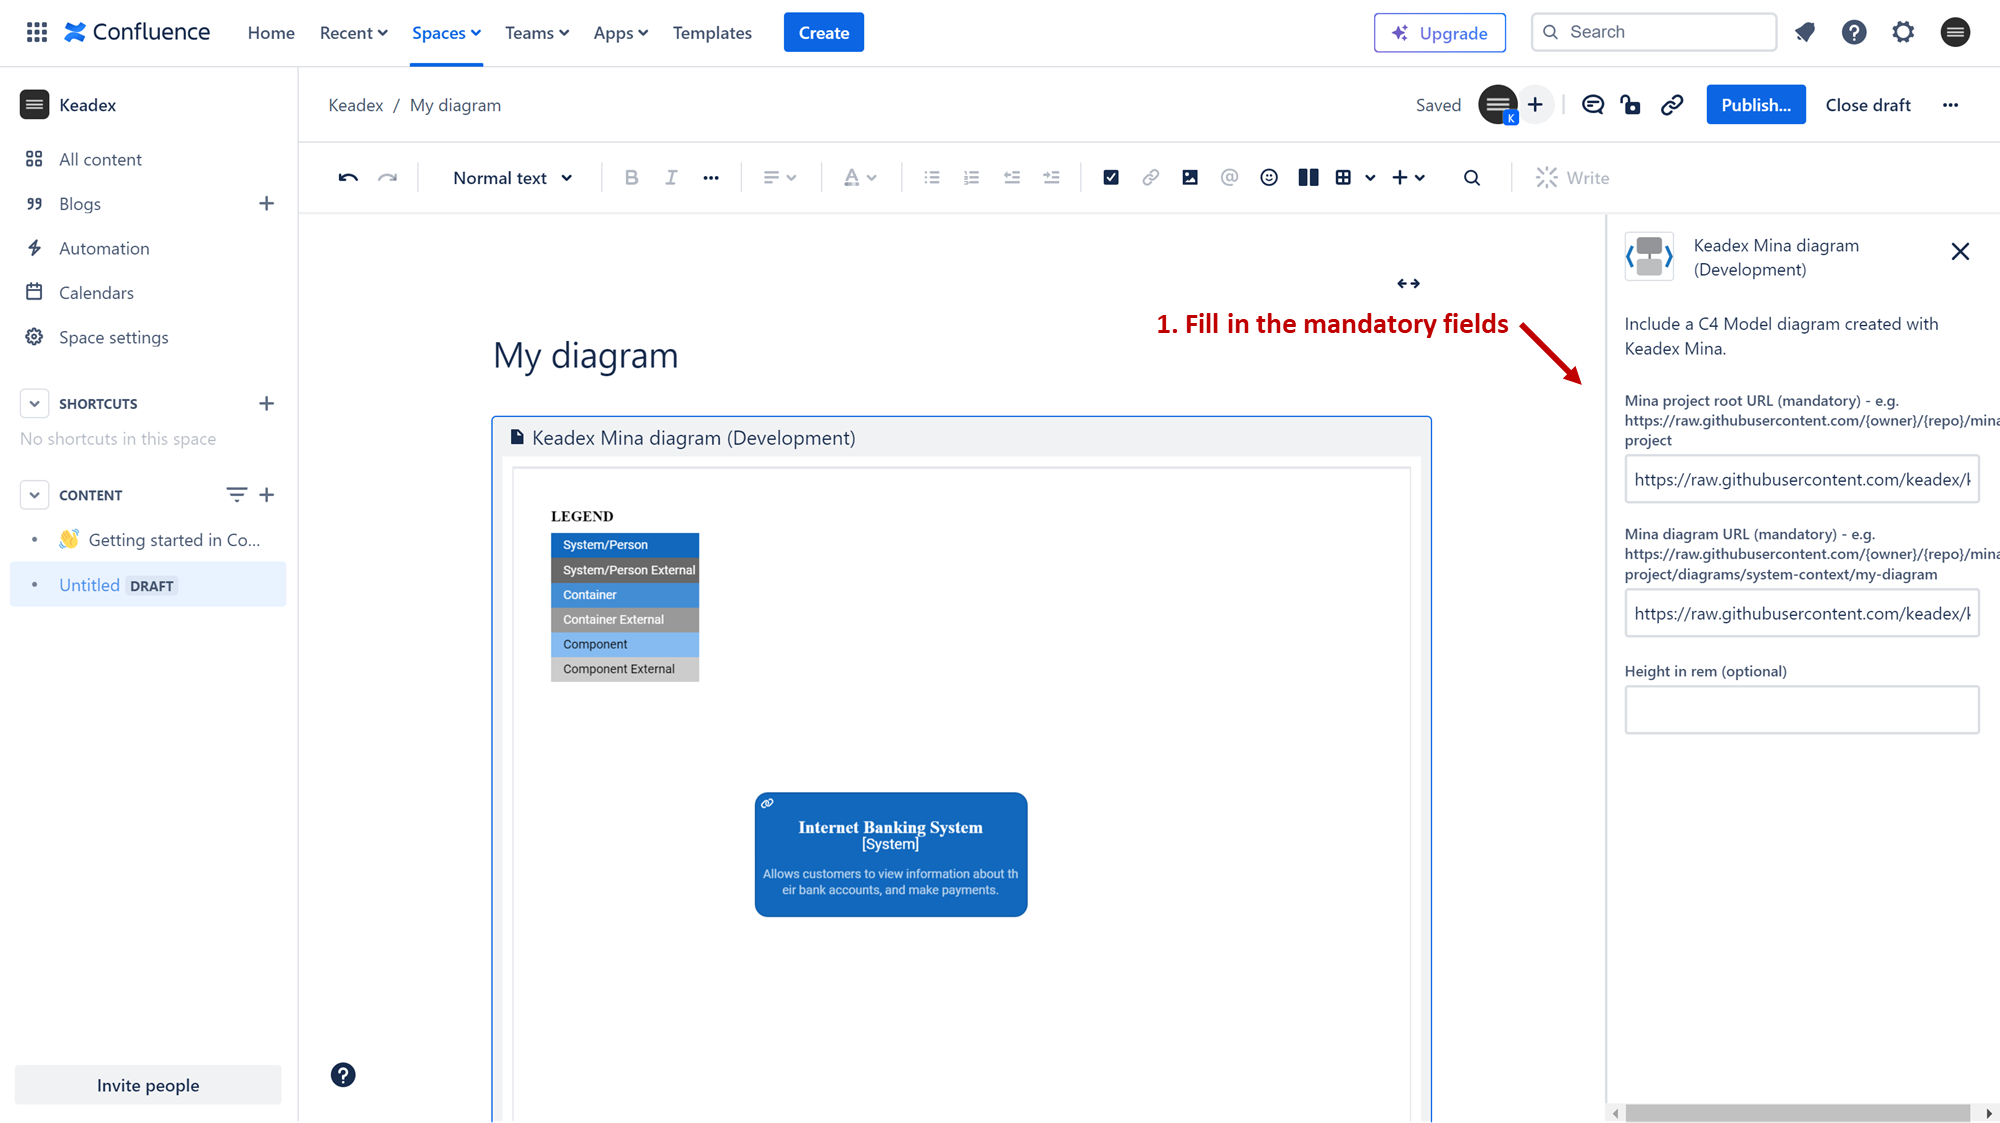 Confluence
Home
Recent
Spaces
Teams
Apps
Templates
Create
Upgrade
Search
Keadex
All content
Blogs
Automation
Calendars
Space settings
SHORTCUTS
No shortcuts in this space
CONTENT
Getting started in Co...
Untitled DRAFT
Invite people
Keadex / My diagram
Saved
K
Publish...
Close draft
Normal text
Write
1. Fill in the mandatory fields
My diagram
Keadex Mina diagram (Development)
LEGEND
System/Person
System/Person External
Container
Container External
Component
Component External
Internet Banking System
[System]
Allows customers to view information about th
eir bank accounts, and make payments.
Keadex Mina diagram
(Development)
Include a C4 Model diagram created with
Keadex Mina.
Mina project root URL (mandatory) - e.g.
https://raw.githubusercontent.com/{owner}/{repo}/mina
project
https://raw.githubusercontent.com/keadex/k
Mina diagram URL (mandatory) - e.g.
https://raw.githubusercontent.com/{owner}/{repo}/mina
project/diagrams/system-context/my-diagram
https://raw.githubusercontent.com/keadex/k
Height in rem (optional)